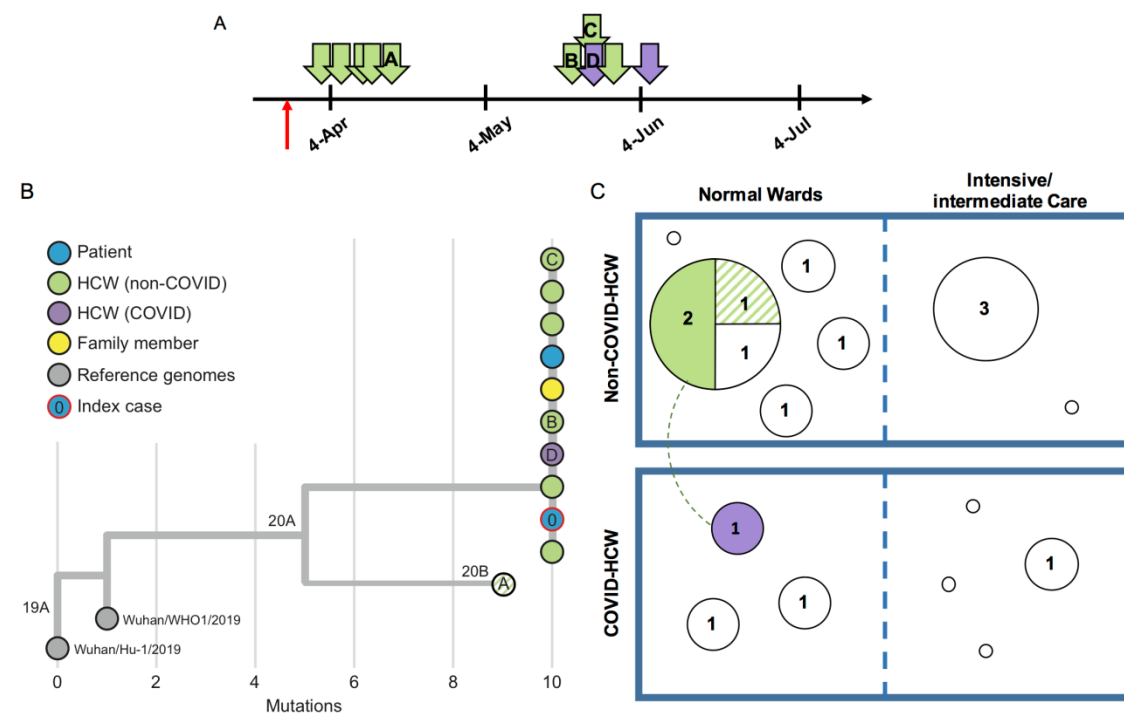 A
C
A
B
D
4-Apr
4-May
4-Jun
4-Jul
B
Patient
HCW (non-COVID)
HCW (COVID)
Family member
Reference genomes
0
Index case
C
B
D
0
20A
20B
A
19A
Wuhan/WHO1/2019
Wuhan/Hu-1/2019
0
2
4
6
8
10
Mutations
C
Normal Wards
Intensive/
intermediate Care
Non-COVID-HCW
1
2
1
1
1
1
3
COVID-HCW
1
1
1
1